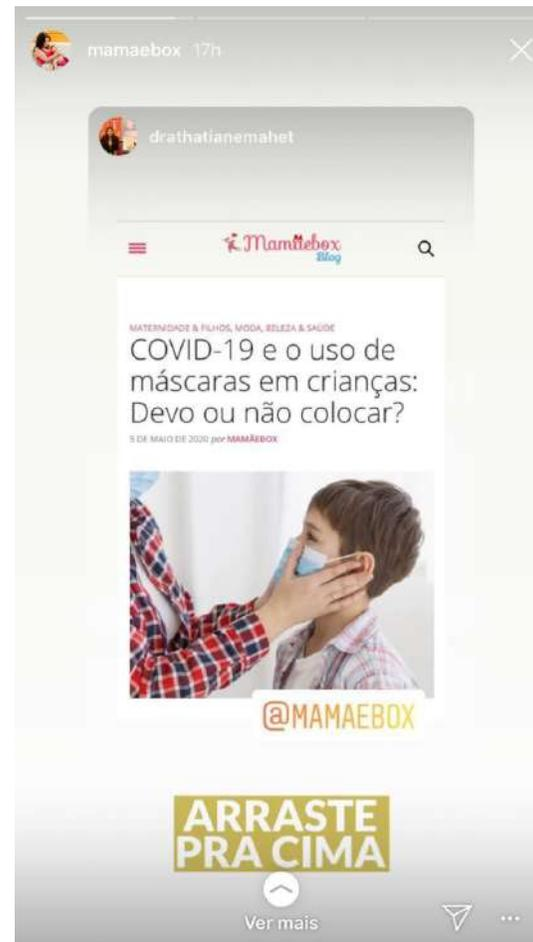 mamaebox 17h
drathatianemahet
Mamãebox
Blog
MATERNIDADE & FILHOS, MODA, BELEZA & SAÚDE
COVID-19 e o uso de
máscaras em crianças:
Devo ou não colocar?
5 DE MAIO DE 2020 por MAMÃEBOX
@MAMAEBOX
ARRASTE
PRA CIMA
Ver mais